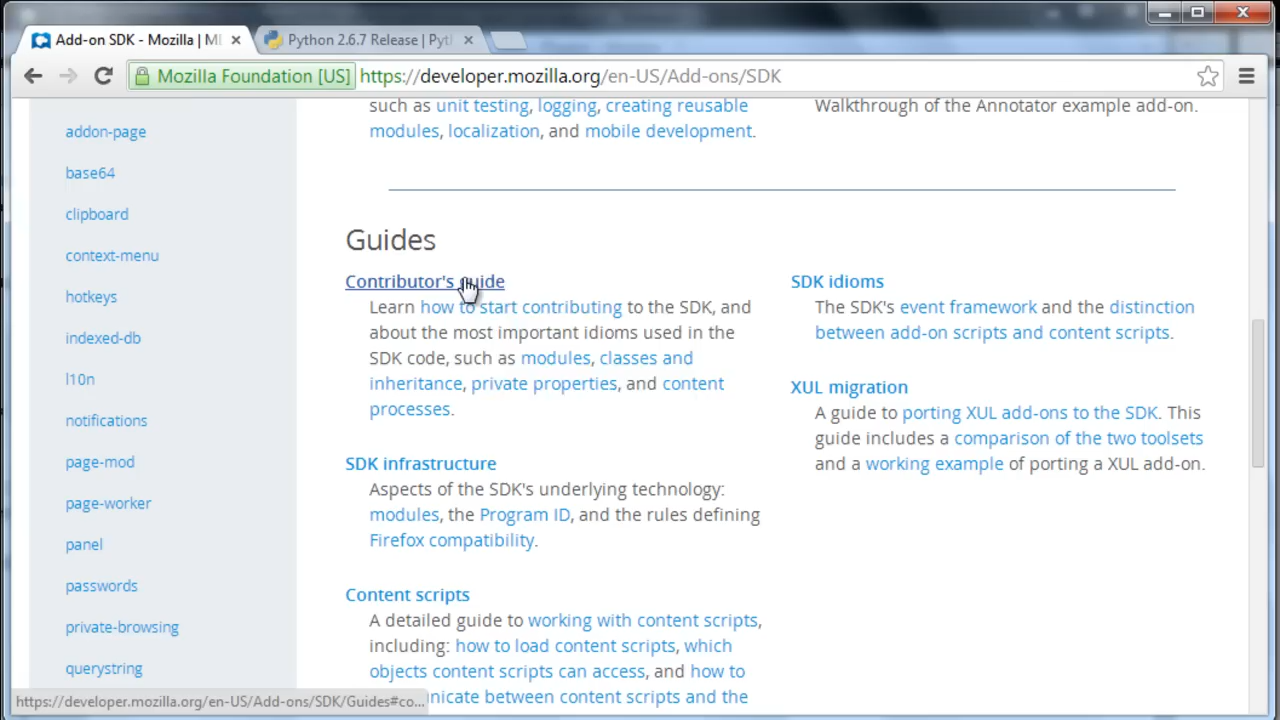 Add-on SDK - Mozilla | M
Python 2.6.7 Release | Pyt
Mozilla Foundation [US] https://developer.mozilla.org/en-US/Add-ons/SDK
addon-page
base64
clipboard
context-menu
hotkeys
indexed-db
l10n
notifications
page-mod
page-worker
panel
passwords
private-browsing
querystring
such as unit testing, logging, creating reusable
modules, localization, and mobile development.
Walkthrough of the Annotator example add-on.
Guides
Contributor's guide
Learn how to start contributing to the SDK, and
about the most important idioms used in the
SDK code, such as modules, classes and
inheritance, private properties, and content
processes.
SDK infrastructure
Aspects of the SDK's underlying technology:
modules, the Program ID, and the rules defining
Firefox compatibility.
Content scripts
A detailed guide to working with content scripts,
including: how to load content scripts, which
objects content scripts can access, and how to
unicate between content scripts and the
SDK idioms
The SDK's event framework and the distinction
between add-on scripts and content scripts.
XUL migration
A guide to porting XUL add-ons to the SDK. This
guide includes a comparison of the two toolsets
and a working example of porting a XUL add-on.
https://developer.mozilla.org/en-US/Add-ons/SDK/Guides#co...